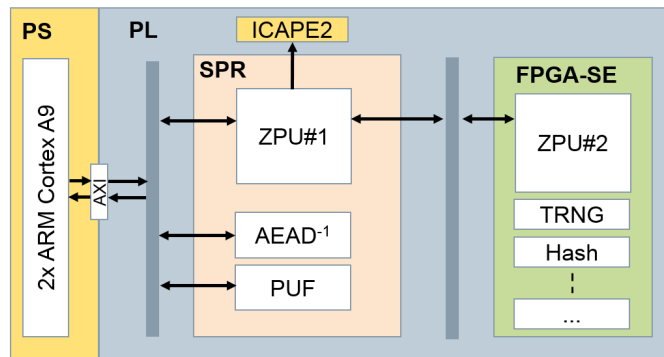 PS
PL
ICAPE2
SPR
FPGA-SE
2x ARM Cortex A9
AXI
ZPU#1
ZPU#2
TRNG
AEAD⁻¹
Hash
PUF
...